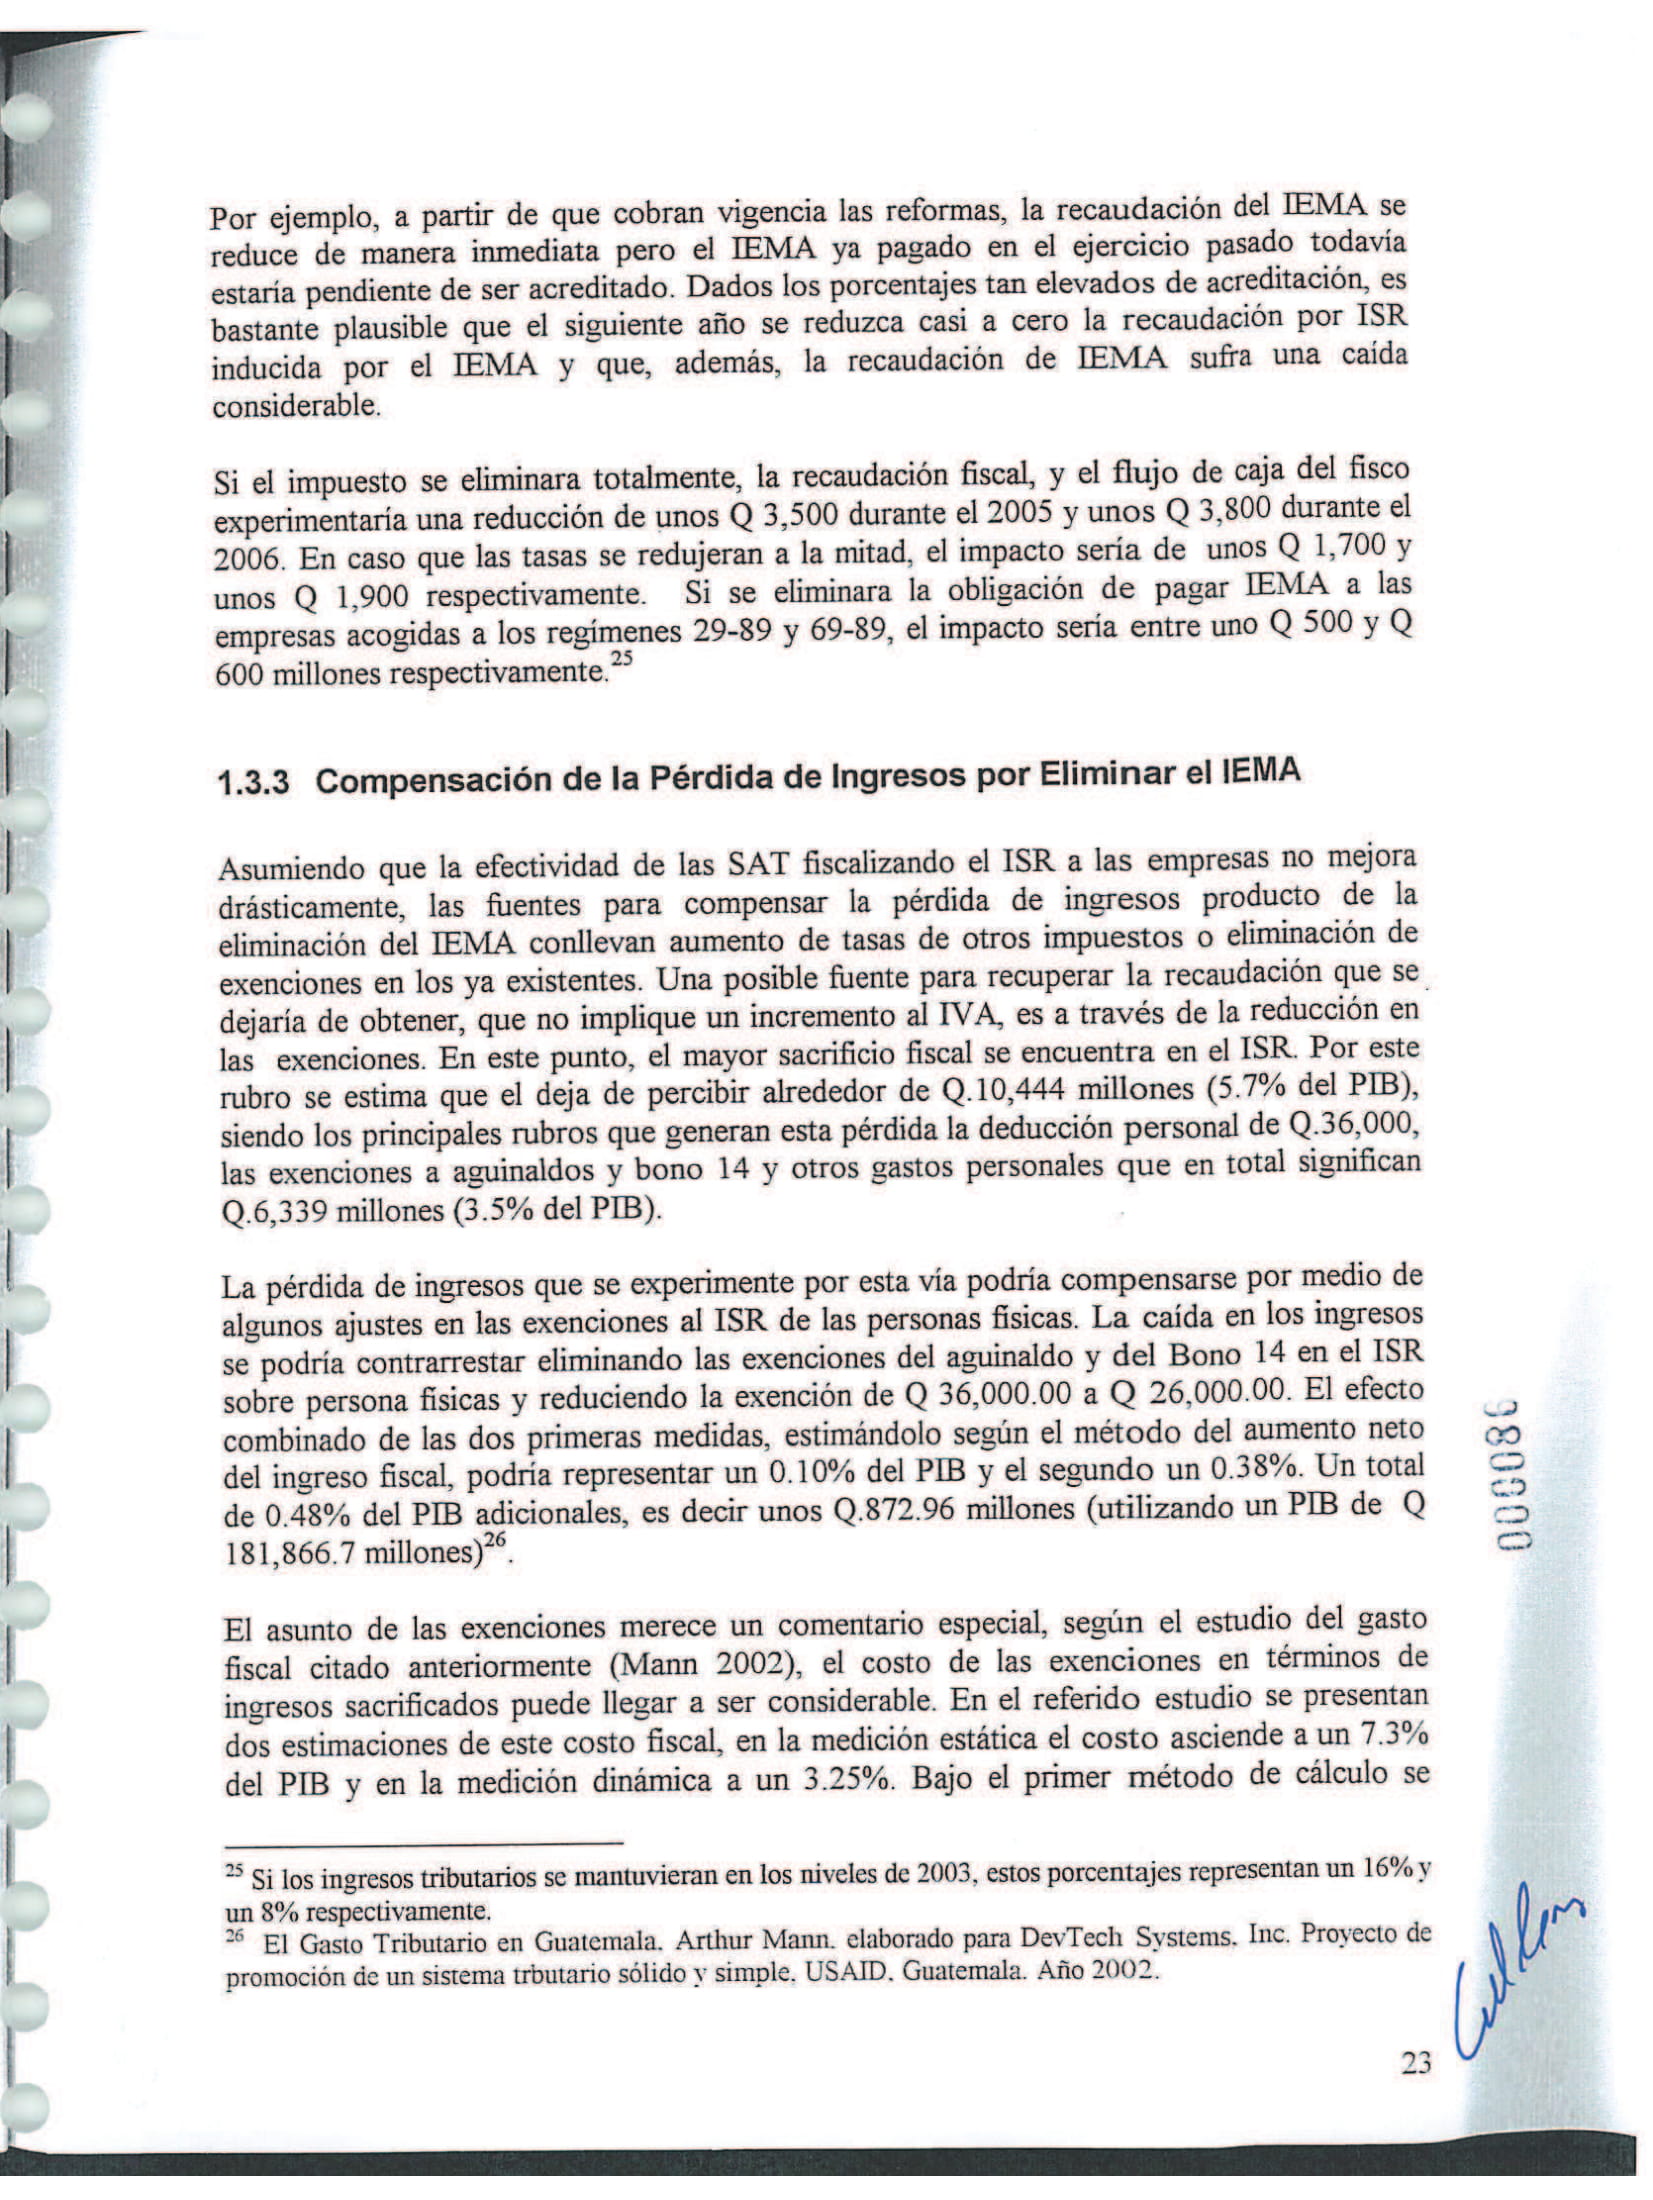 Por ejemplo, a partir de que cobran vigencia las reformas, la recaudación del IEMA se
reduce de manera inmediata pero el IEMA ya pagado en el ejercicio pasado todavía
estaría pendiente de ser acreditado. Dados los porcentajes tan elevados de acreditación, es
bastante plausible que el siguiente año se reduzca casi a cero la recaudación por ISR
inducida por el IEMA y que, además, la recaudación de IEMA sufra una caída
considerable.
Si el impuesto se eliminara totalmente, la recaudación fiscal, y el flujo de caja del fisco
experimentaría una reducción de unos Q 3,500 durante el 2005 y unos Q 3,800 durante el
2006. En caso que las tasas se redujeran a la mitad, el impacto sería de unos Q 1,700 y
unos Q 1,900 respectivamente. Si se eliminara la obligación de pagar IEMA a las
empresas acogidas a los regímenes 29-89 y 69-89, el impacto sería entre uno Q 500 y Q
600 millones respectivamente.25
1.3.3 Compensación de la Pérdida de Ingresos por Eliminar el IEMA
Asumiendo que la efectividad de las SAT fiscalizando el ISR a las empresas no mejora
drásticamente, las fuentes para compensar la pérdida de ingresos producto de la
eliminación del IEMA conllevan aumento de tasas de otros impuestos o eliminación de
exenciones en los ya existentes. Una posible fuente para recuperar la recaudación que se
dejaría de obtener, que no implique un incremento al IVA, es a través de la reducción en
las exenciones. En este punto, el mayor sacrificio fiscal se encuentra en el ISR. Por este
rubro se estima que el deja de percibir alrededor de Q.10,444 millones (5.7% del PIB),
siendo los principales rubros que generan esta pérdida la deducción personal de Q.36,000,
las exenciones a aguinaldos y bono 14 y otros gastos personales que en total significan
Q.6,339 millones (3.5% del PIB).
La pérdida de ingresos que se experimente por esta vía podría compensarse por medio de
algunos ajustes en las exenciones al ISR de las personas físicas. La caída en los ingresos
se podría contrarrestar eliminando las exenciones del aguinaldo y del Bono 14 en el ISR
sobre persona físicas y reduciendo la exención de Q 36,000.00 a Q 26,000.00. El efecto
combinado de las dos primeras medidas, estimándolo según el método del aumento neto
del ingreso fiscal, podría representar un 0.10% del PIB y el segundo un 0.38%. Un total
de 0.48% del PIB adicionales, es decir unos Q.872.96 millones (utilizando un PIB de Q
181,866.7 millones)26.
El asunto de las exenciones merece un comentario especial, según el estudio del gasto
fiscal citado anteriormente (Mann 2002), el costo de las exenciones en términos de
ingresos sacrificados puede llegar a ser considerable. En el referido estudio se presentan
dos estimaciones de este costo fiscal, en la medición estática el costo asciende a un 7.3%
del PIB y en la medición dinámica a un 3.25%. Bajo el primer método de cálculo se
25 Si los ingresos tributarios se mantuvieran en los niveles de 2003, estos porcentajes representan un 16% y
un 8% respectivamente.
26 El Gasto Tributario en Guatemala. Arthur Mann. elaborado para DevTech Systems. Inc. Proyecto de
promoción de un sistema trbutario sólido y simple. USAID. Guatemala. Año 2002.
23
000086